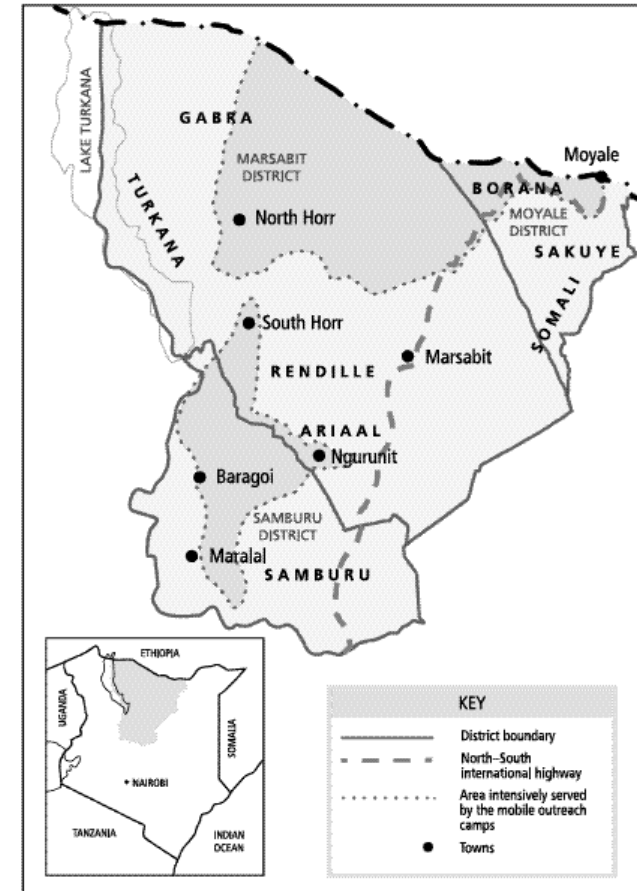 LAKE TURKANA
GABRA
MARSABIT
DISTRICT
TURKANA
North Horr
Moyale
BORANA
MOYALE
DISTRICT
SAKUYE
SOMALI
South Horr
Marsabit
RENDILLE
ARIAAL
Ngurunit
Baragoi
SAMBURU
DISTRICT
Maralal
SAMBURU
ETHIOPIA
UGANDA
SOMALIA
NAIROBI
TANZANIA
INDIAN
OCEAN
KEY
District boundary
North–South
international highway
Area intensively served
by the mobile outreach
camps
Towns